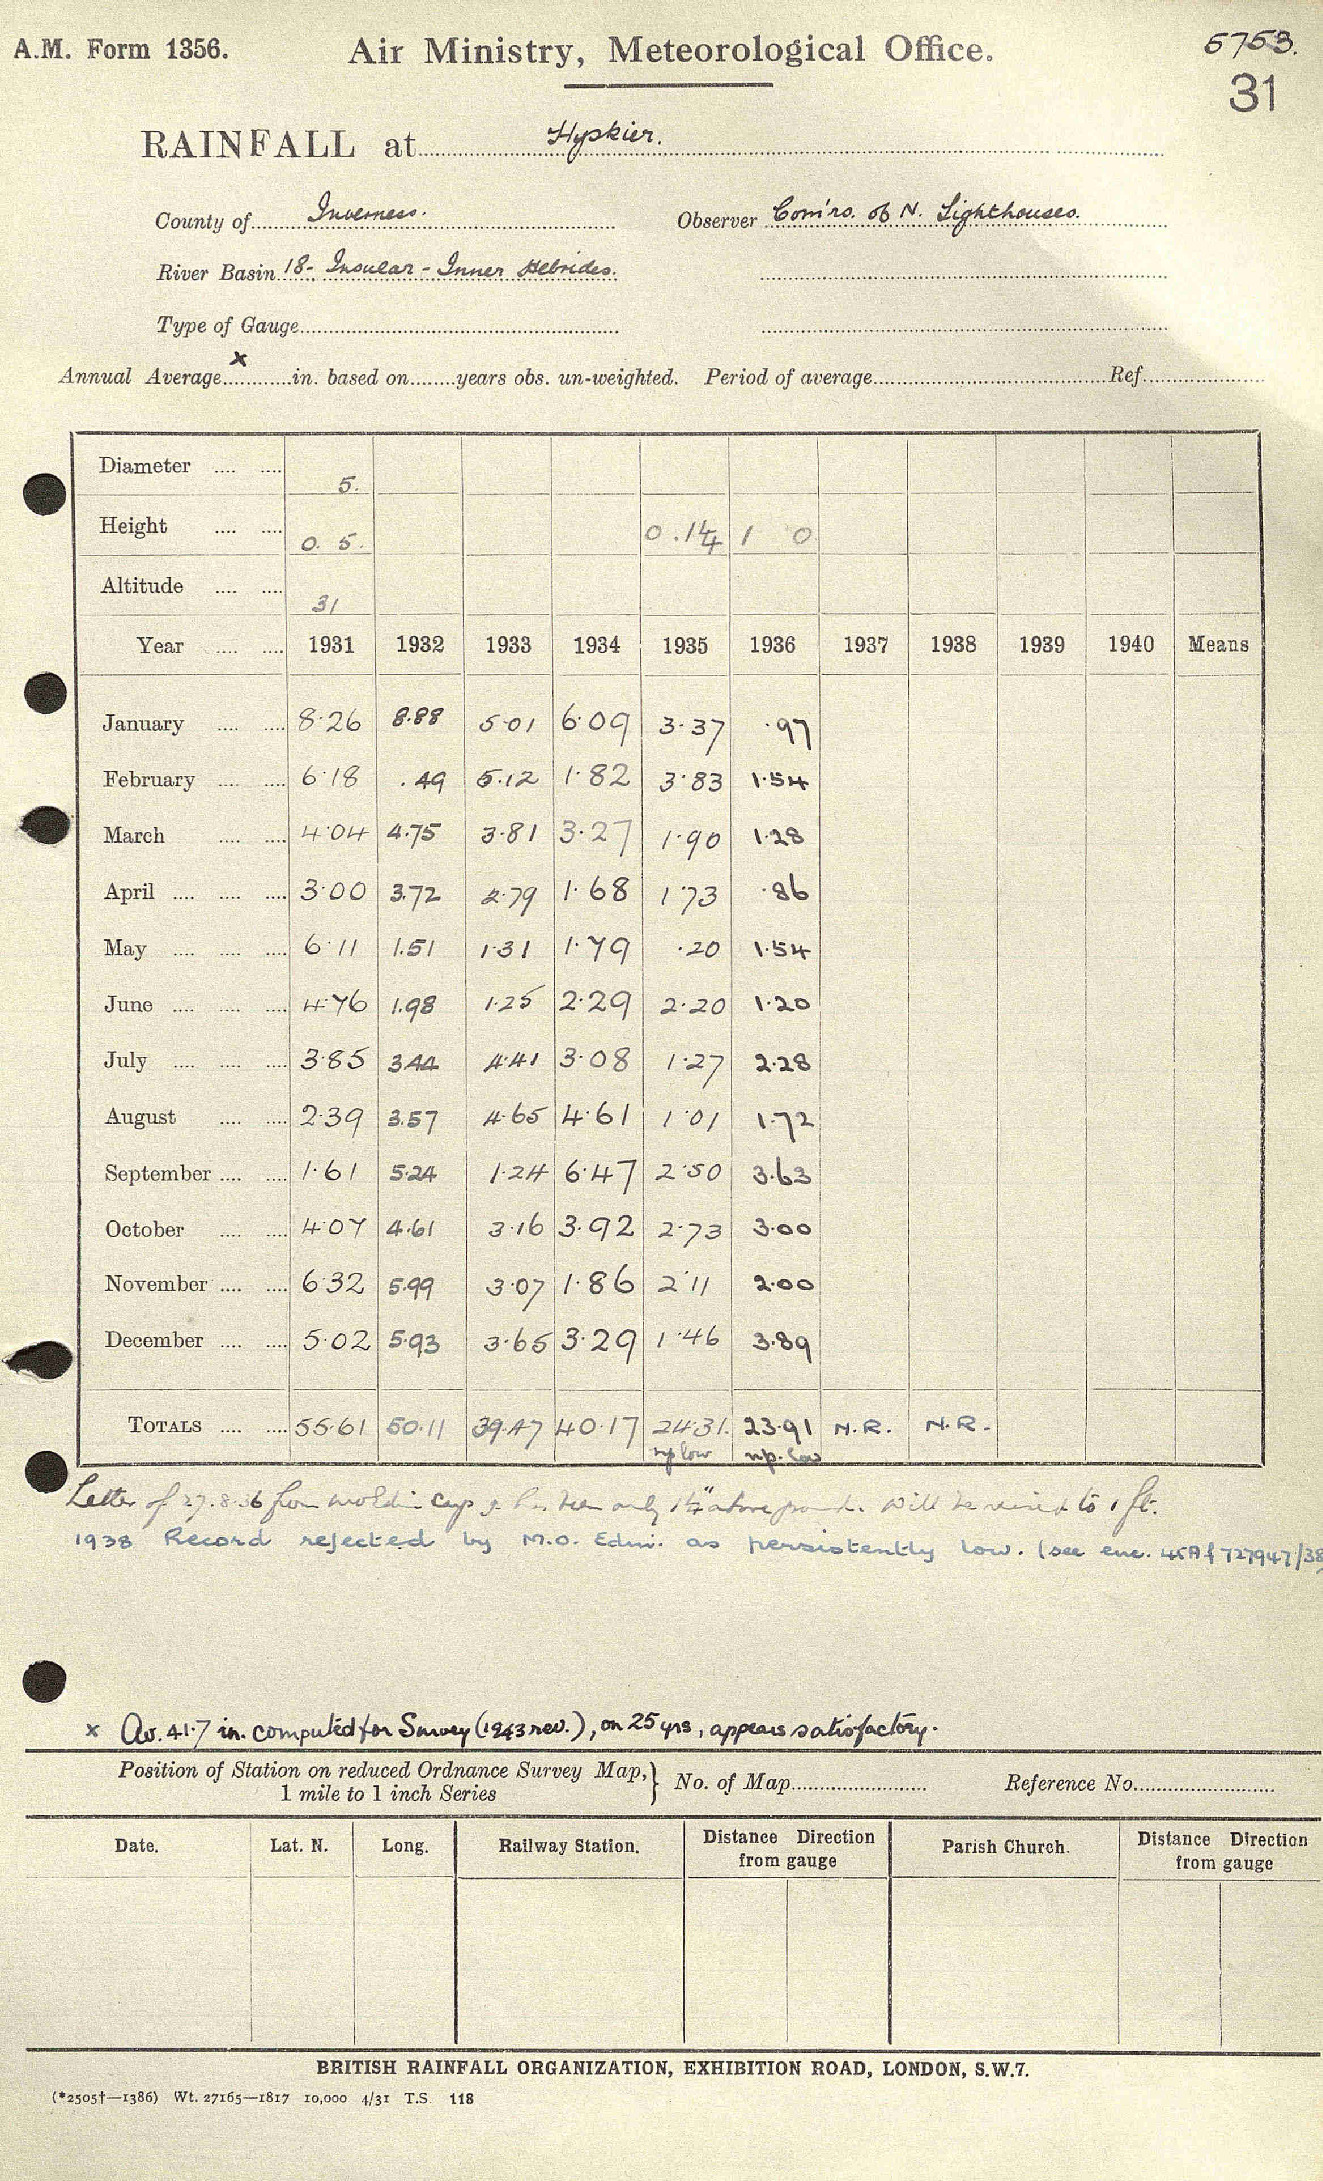 A.M. Form 1356. Air Ministry, Meteorological Office. 5753.
31
RAINFALL at Hyskier.
County of Inverness. Observer Com'rs. of N. Lighthouses.
River Basin 18- Insular - Inner Hebrides.
Type of Gauge
x
Annual Average in. based on years obs. un-weighted. Period of average Ref.
Diameter 5.
Height 0. 5. 0 .1¼ 1 0
Altitude 31
Year 1931 1932 1933 1934 1935 1936 1937 1938 1939 1940 Means
January 8.26 8.88 5.01 6.09 3.37 .97
February 6.18 .49 5.12 1.82 3.83 1.54
March 4.04 4.75 3.81 3.27 1.90 1.28
April 3.00 3.72 2.79 1.68 1.73 .86
May 6.11 1.51 1.31 1.79 .20 1.54
June 4.76 1.98 1.25 2.29 2.20 1.20
July 3.85 3.44 4.41 3.08 1.27 2.28
August 2.39 3.57 4.65 4.61 1.01 1.72
September 1.61 5.24 1.24 6.47 2.50 3.63
October 4.07 4.61 3.16 3.92 2.73 3.00
November 6.32 5.99 3.07 1.86 2.11 2.00
December 5.02 5.93 3.65 3.29 1.46 3.89
TOTALS 55.61 50.11 39.47 40.17 24.31. 23.91 N.R. N.R.
np low np. low
Letter of 27.8.36 from only 1¼" above ground. Will be raised to 1 ft.
1938 Record rejected by M.O. Edin. as persistently low. (see enc. 45A f 727947/38
x Av. 41.7 in. computed for Survey (1943 rev.), on 25 yrs, appears satisfactory.
Position of Station on reduced Ordnance Survey Map, 1 mile to 1 inch Series } No. of Map Reference No.
Date. Lat. N. Long. Railway Station. Distance Direction from gauge Parish Church. Distance Direction from gauge
BRITISH RAINFALL ORGANIZATION, EXHIBITION ROAD, LONDON, S.W.7.
(*2505†—1386) Wt. 27165—1817 10,000 4/31 T.S. 118